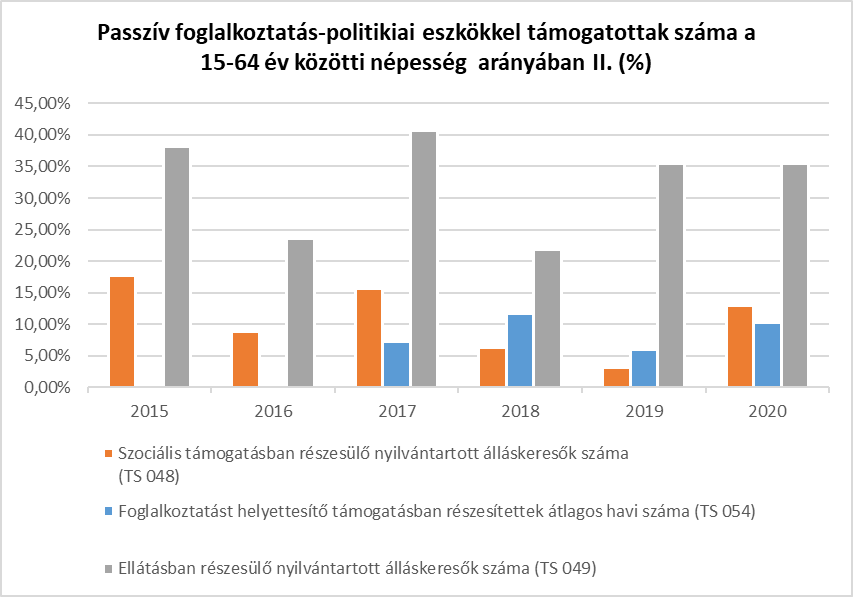 Passzív foglalkoztatás-politikai eszkökkel támogatottak száma a
15-64 év közötti népesség arányában II. (%)
45,00%
40,00%
35,00%
30,00%
25,00%
20,00%
15,00%
10,00%
5,00%
0,00%
2015 2016 2017 2018 2019 2020
Szociális támogatásban részesülő nyilvántartott álláskeresők száma
(TS 048)
Foglalkoztatást helyettesítő támogatásban részesítettek átlagos havi száma (TS 054)
Ellátásban részesülő nyilvántartott álláskeresők száma (TS 049)